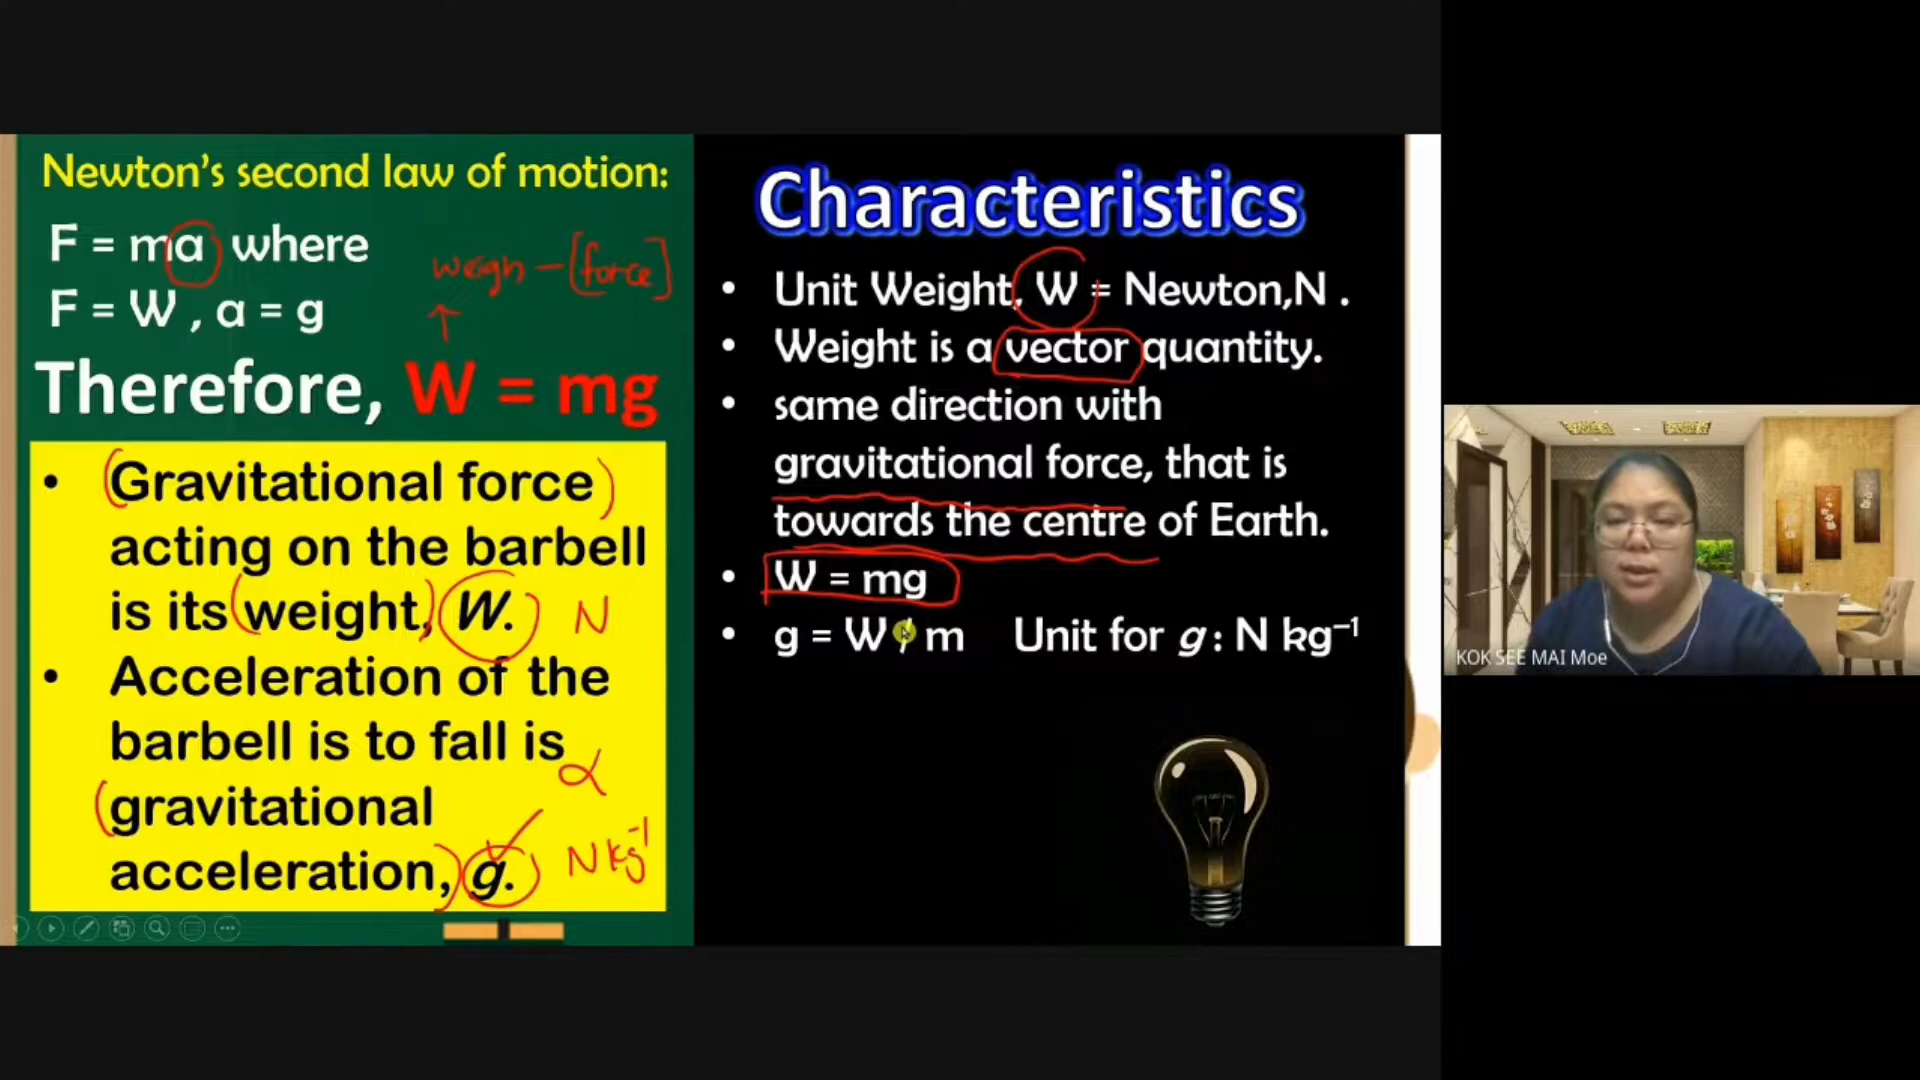 Newton's second law of motion:
F = ma where
weigh – [force]
F = W , a = g
Therefore, W = mg
• Gravitational force
acting on the barbell
is its weight, W. N
• Acceleration of the
barbell is to fall is
a
gravitational
acceleration, g. N kg⁻¹
Characteristics
• Unit Weight, W = Newton,N .
• Weight is a vector quantity.
• same direction with
gravitational force, that is
towards the centre of Earth.
• W = mg
• g = W / m Unit for g : N kg⁻¹
KOK SEE MAI Moe